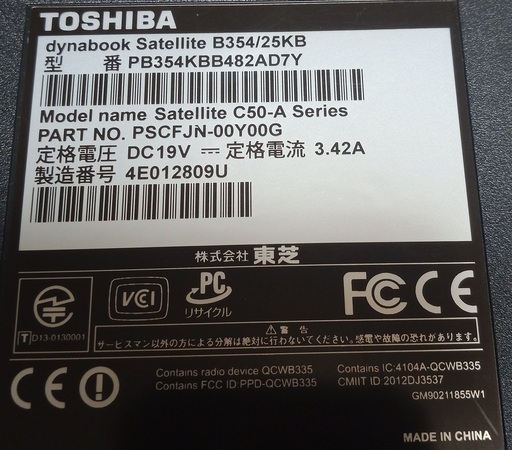 TOSHIBA
dynabook Satellite B354/25KB
型 番 PB354KBB482AD7Y
Model name Satellite C50-A Series
PART NO. PSCFJN-00Y00G
定格電圧 DC19V ⎓ 定格電流 3.42A
製造番号 4E012809U
株式会社 東芝
VCCI
PC
リサイクル
FC CE
T D13-0130001
⚠ 警 告
サービスマン以外の方による分解は絶対に行わないでください。感電や故障の恐れがあります。
CE
Contains radio device QCWB335
Contains IC:4104A-QCWB335
Contains FCC ID:PPD-QCWB335
CMIIT ID 2012DJ3537
GM90211855W1
MADE IN CHINA